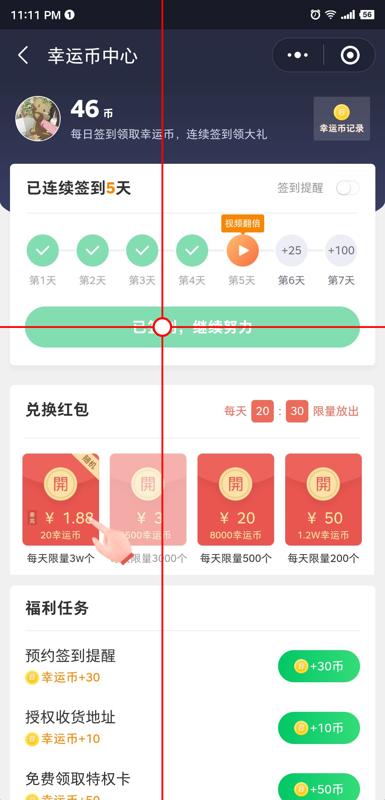 11:11 PM
56
幸运币中心
46 币
每日签到领取幸运币，连续签到领大礼
幸运币记录
已连续签到5天
签到提醒
视频翻倍
+25
+100
第1天
第2天
第3天
第4天
第5天
第6天
第7天
继续努力
兑换红包
每天 20 : 30 限量放出
随机
開
開
開
開
¥ 1.88
¥ 3
¥ 20
¥ 50
20幸运币
500幸运币
8000幸运币
1.2W幸运币
每天限量3w个
限量3000个
每天限量500个
每天限量200个
福利任务
预约签到提醒
幸运币+30
+30币
授权收货地址
幸运币+10
+10币
免费领取特权卡
幸运币+50
+50币